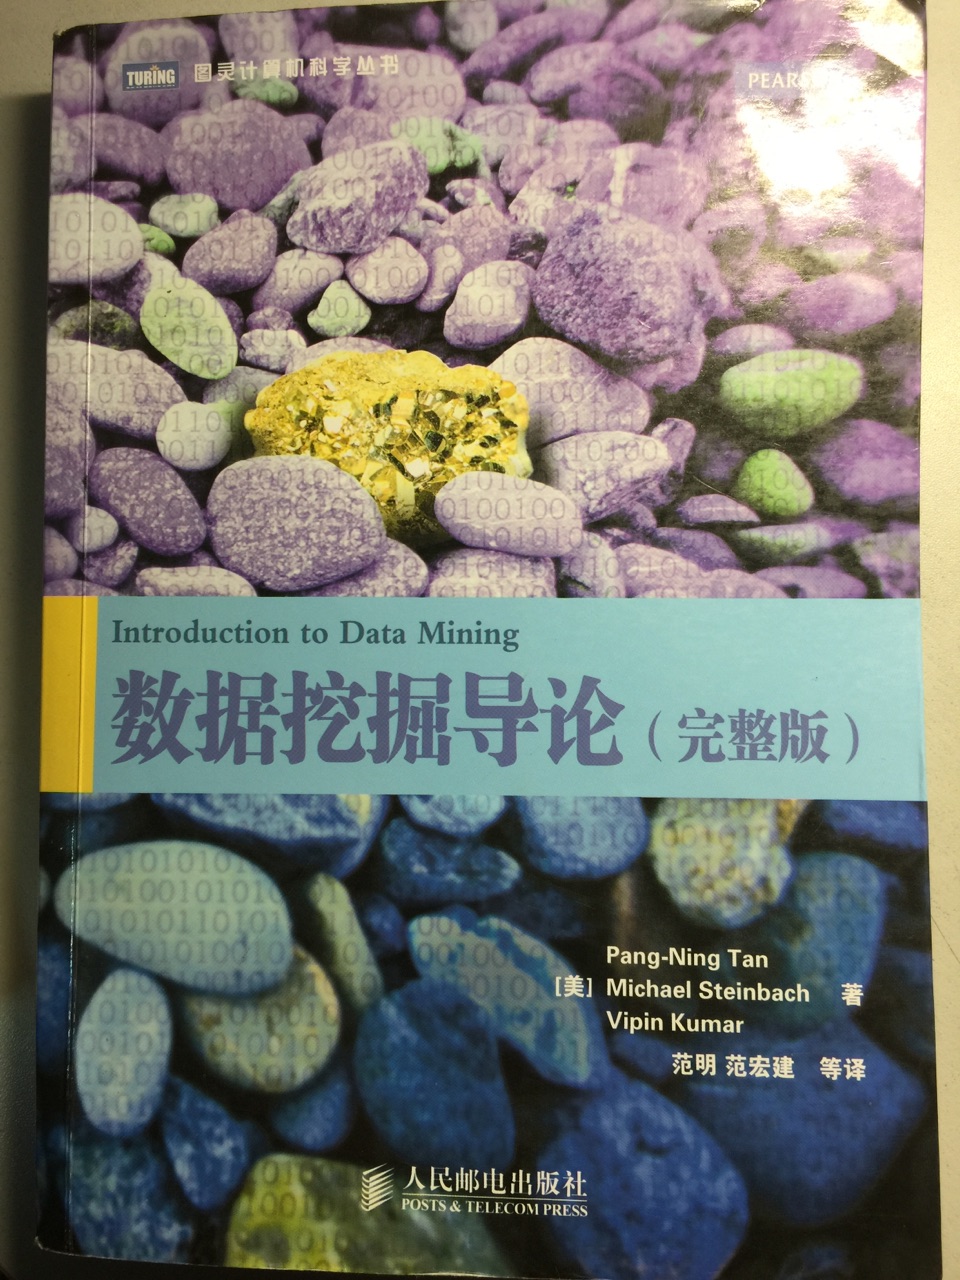 TURING
图灵计算机科学丛书
Introduction to Data Mining
数据挖掘导论（完整版）
Pang-Ning Tan
[美] Michael Steinbach 著
Vipin Kumar
范明 范宏建 等译
人民邮电出版社
POSTS & TELECOM PRESS